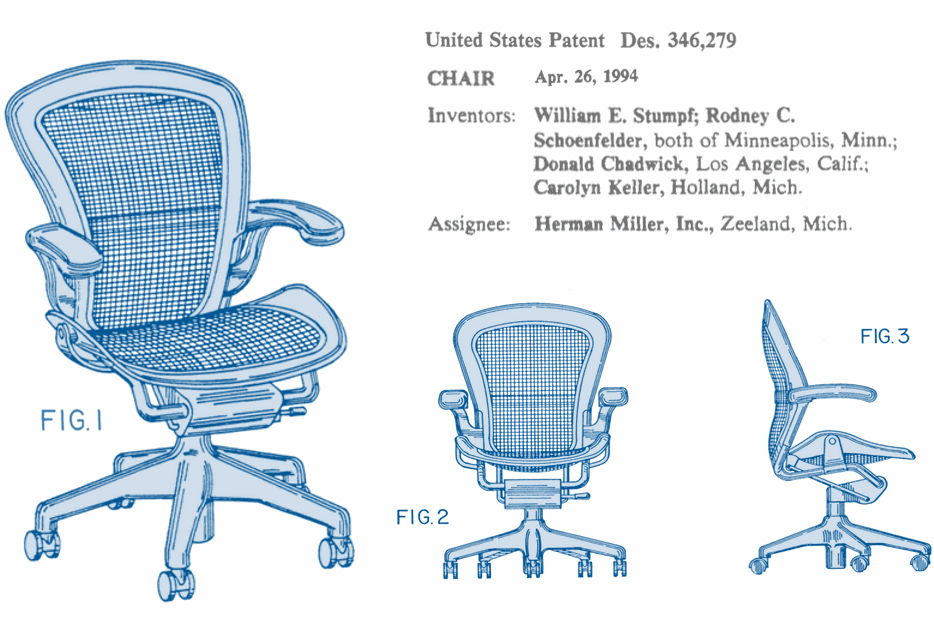 United States Patent Des. 346,279
CHAIR Apr. 26, 1994
Inventors: William E. Stumpf; Rodney C.
Schoenfelder, both of Minneapolis, Minn.;
Donald Chadwick, Los Angeles, Calif.;
Carolyn Keller, Holland, Mich.
Assignee: Herman Miller, Inc., Zeeland, Mich.
FIG. 3
FIG. 1
FIG. 2